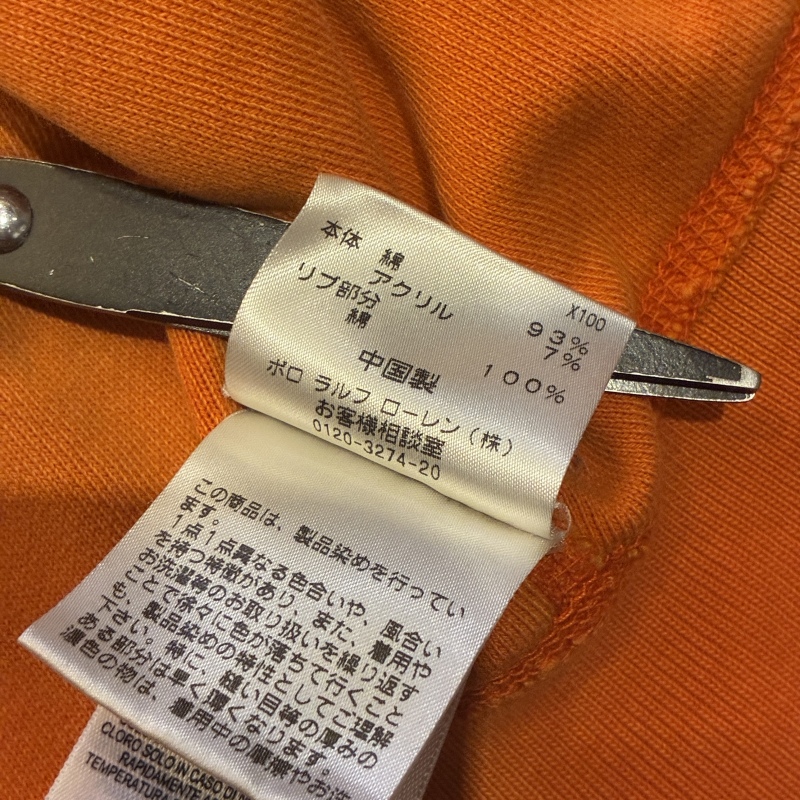 X100
本体 綿 93%
アクリル 7%
リブ部分
綿 100%
中国製
ポロ ラルフ ローレン(株)
お客様相談室
0120-3274-20
この商品は、製品染めを行ってい
ます。
1点1点異なる色合いや、風合い
を持つ特徴があり、また、着用や
お洗濯等のお取り扱いを繰り返す
ことで徐々に色が落ちて行くこと
も、製品染めの特性としてご理解
下さい。特に、縫い目等の厚みの
ある部分は早く薄くなります。
濃色の物は、着用中の摩擦やお洗
CLORO SOLO IN CASO DI
RAPIDAMENTE
TEMPERATURA